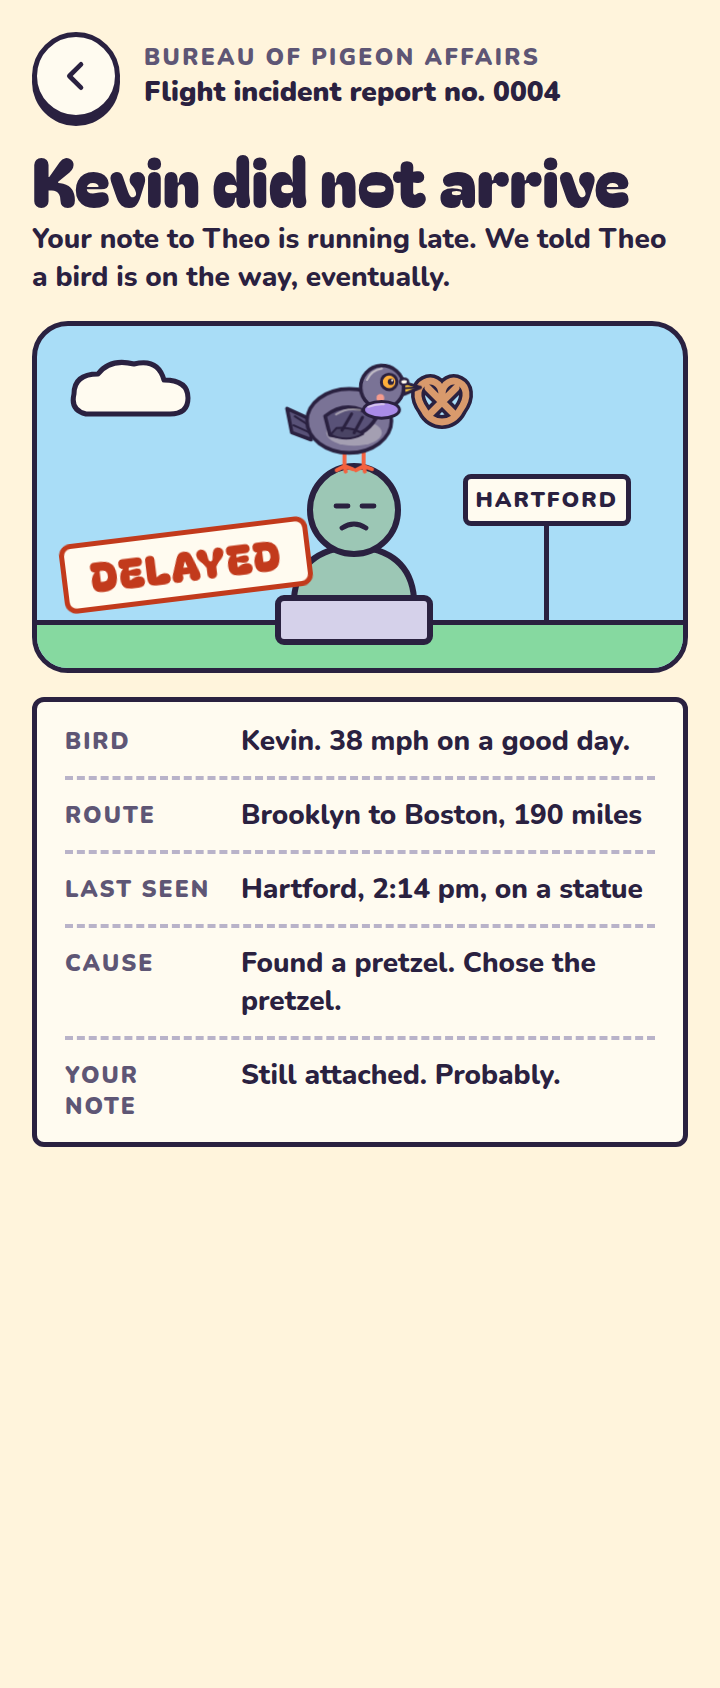 BUREAU OF PIGEON AFFAIRS
Flight incident report no. 0004
Kevin did not arrive
Your note to Theo is running late. We told Theo
a bird is on the way, eventually.
HARTFORD
DELAYED
BIRD
Kevin. 38 mph on a good day.
ROUTE
Brooklyn to Boston, 190 miles
LAST SEEN
Hartford, 2:14 pm, on a statue
CAUSE
Found a pretzel. Chose the
pretzel.
YOUR
NOTE
Still attached. Probably.